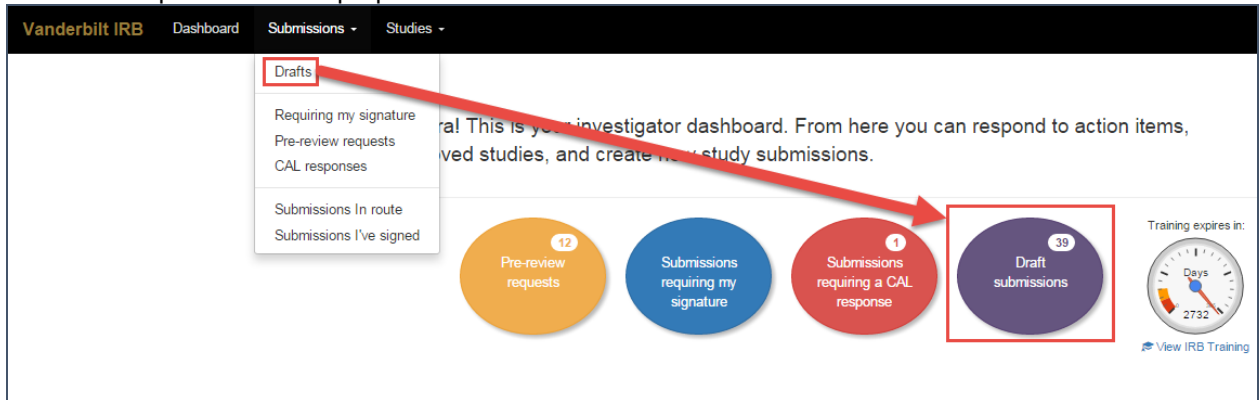 Vanderbilt IRB Dashboard Submissions Studies
Drafts
Requiring my signature
Pre-review requests
CAL responses
Submissions In route
Submissions I've signed
ra! This is your investigator dashboard. From here you can respond to action items,
ved studies, and create new study submissions.
12
Pre-review
requests
Submissions
requiring my
signature
1
Submissions
requiring a CAL
response
39
Draft
submissions
Training expires in:
Days
2732
View IRB Training